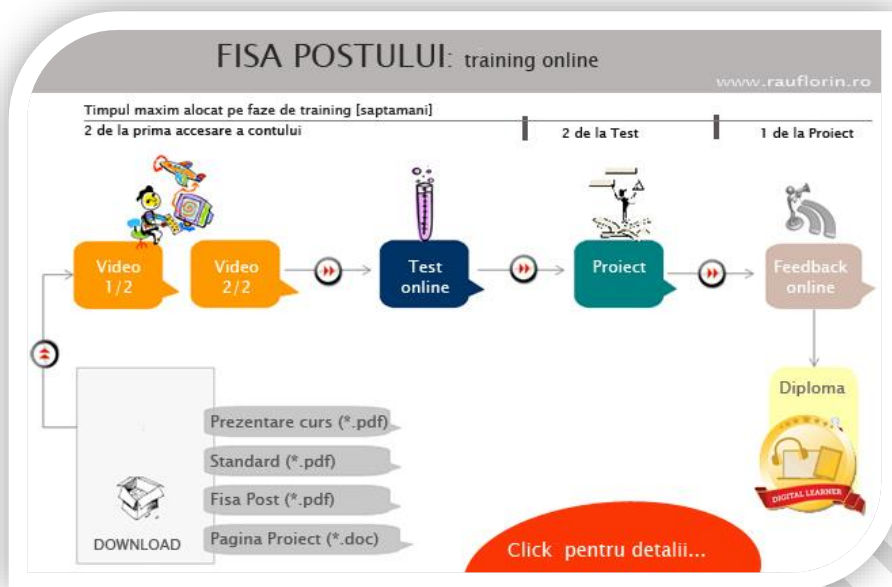 FISA POSTULUI: training online
www.rauflorin.ro
Timpul maxim alocat pe faze de training [saptamani]
2 de la prima accesare a contului
2 de la Test
1 de la Proiect
Video
1/2
Video
2/2
Test
online
Proiect
Feedback
online
Diploma
DIGITAL LEARNER
Prezentare curs (*.pdf)
Standard (*.pdf)
Fisa Post (*.pdf)
Pagina Proiect (*.doc)
DOWNLOAD
Click pentru detalii...